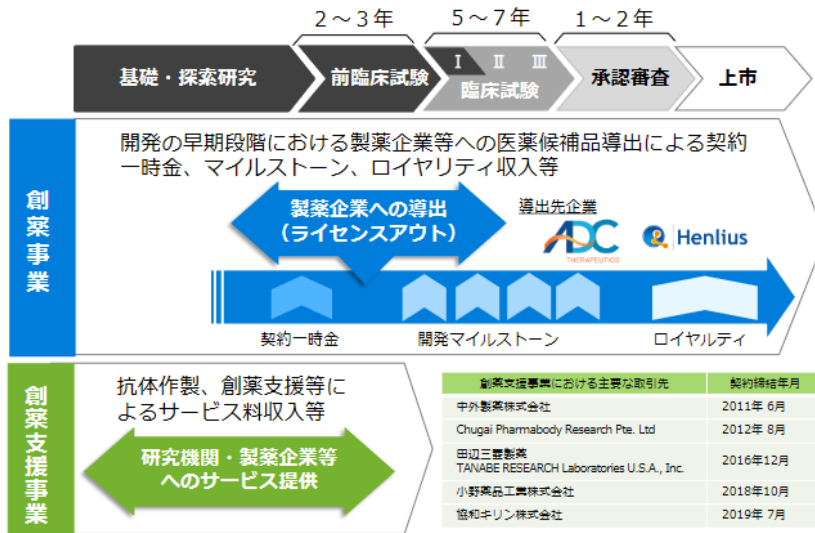 2～3年
5～7年
1～2年
基礎・探索研究
前臨床試験
Ⅰ Ⅱ Ⅲ
臨床試験
承認審査
上市
創薬事業
開発の早期段階における製薬企業等への医薬候補品導出による契約
一時金、マイルストーン、ロイヤリティ収入等
製薬企業への導出
（ライセンスアウト）
導出先企業
ADC
THERAPEUTICS
Henlius
契約一時金
開発マイルストーン
ロイヤルティ
創薬支援事業
抗体作製、創薬支援等に
よるサービス料収入等
研究機関・製薬企業等
へのサービス提供
創薬支援事業における主要な取引先 契約締結年月
中外製薬株式会社 2011年 6月
Chugai Pharmabody Research Pte. Ltd 2012年 8月
田辺三菱製薬
TANABE RESEARCH Laboratories U.S.A., Inc. 2016年12月
小野薬品工業株式会社 2018年10月
協和キリン株式会社 2019年 7月